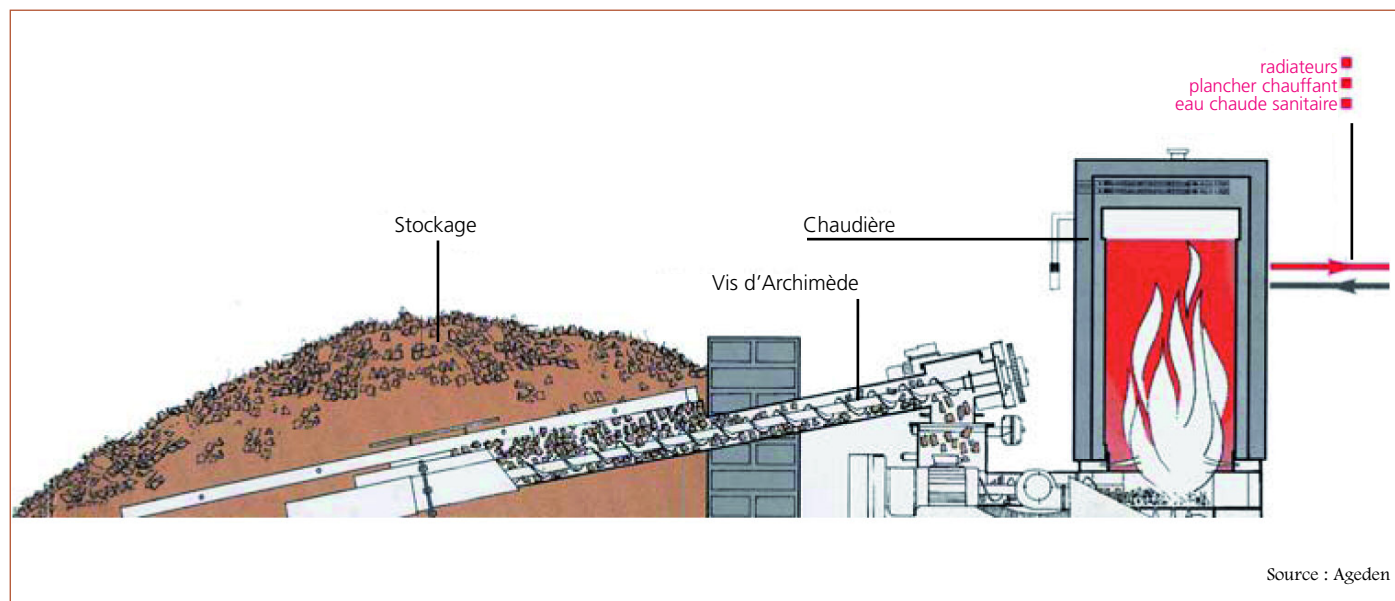 radiateurs
plancher chauffant
eau chaude sanitaire
Stockage
Chaudière
Vis d’Archimède
Source : Ageden